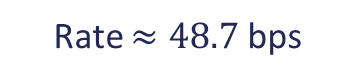 Rate ≈ 48.7 bps